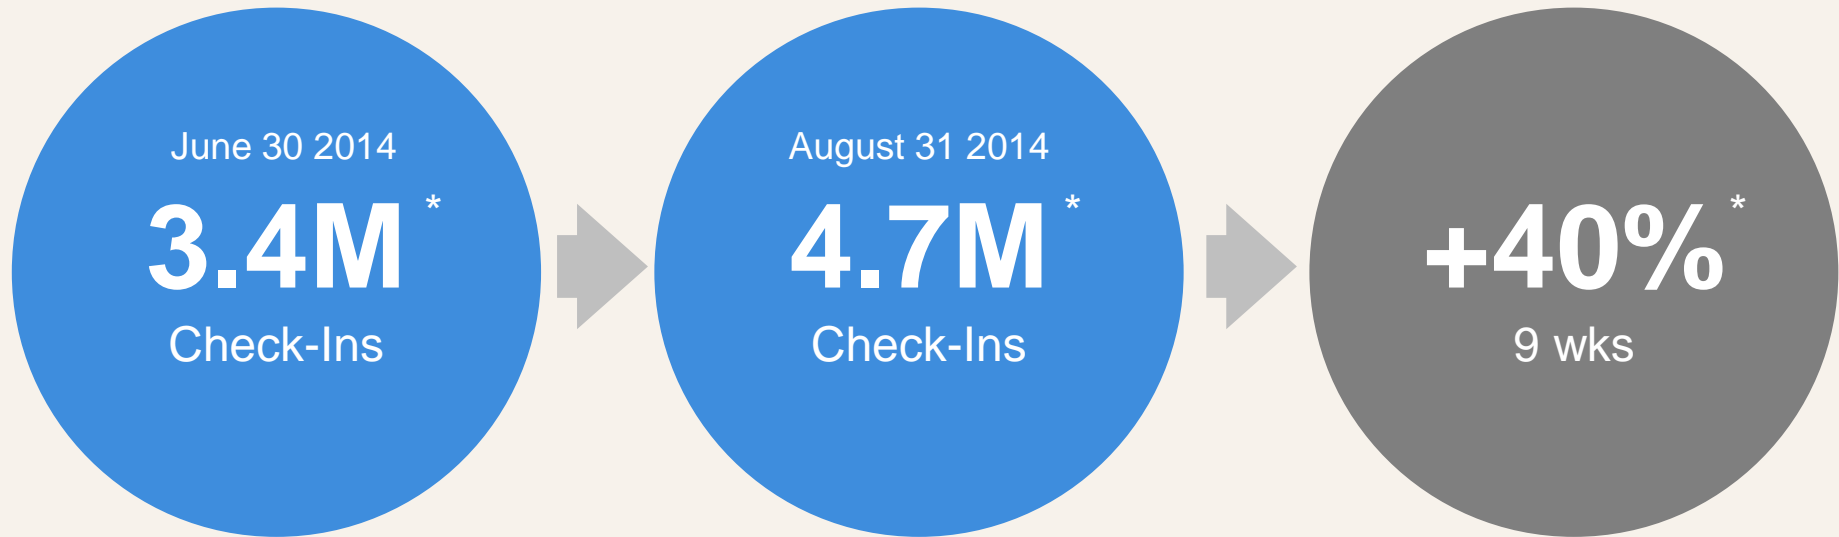 June 30 2014
3.4M *
Check-Ins
August 31 2014
4.7M *
Check-Ins
+40% *
9 wks